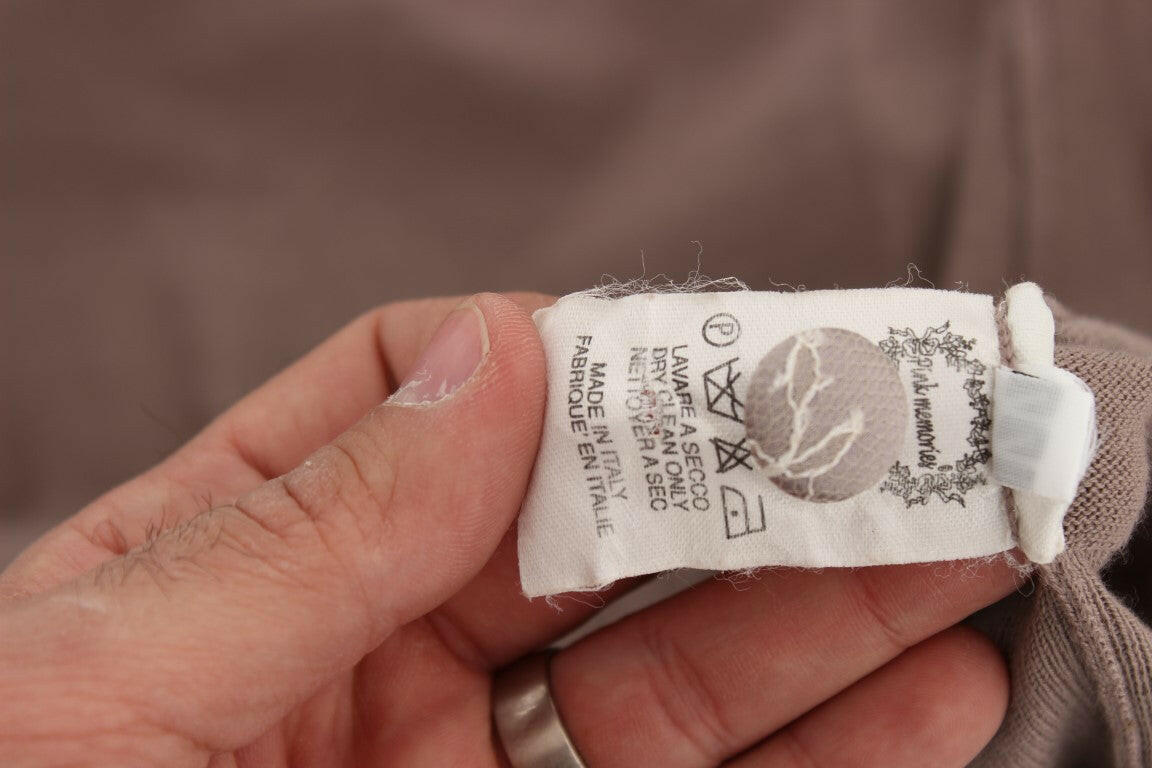 Pink memories
P
LAVARE A SECCO
DRY CLEAN ONLY
NETTOYER A SEC
MADE IN ITALY
FABRIQUE' EN ITALIE